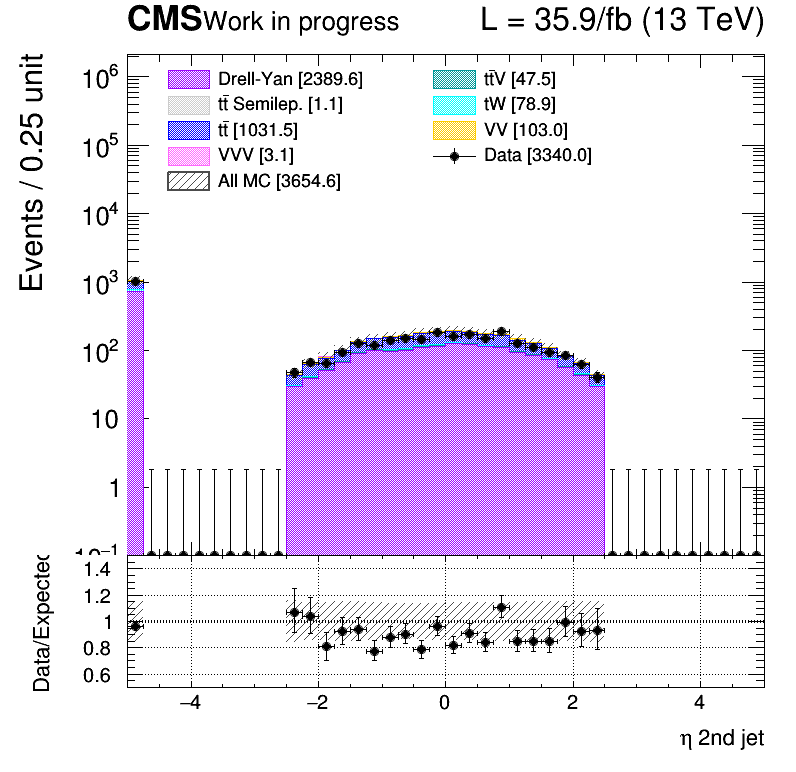 CMS Work in progress L = 35.9/fb (13 TeV)
Events / 0.25 unit
Drell-Yan [2389.6] tt̄V [47.5]
tt̄ Semilep. [1.1] tW [78.9]
tt̄ [1031.5] VV [103.0]
VVV [3.1] Data [3340.0]
All MC [3654.6]
10⁶
10⁵
10⁴
10³
10²
10
1
10⁻¹
Data/Expected
1.4
1.2
1
0.8
0.6
−4 −2 0 2 4
η 2nd jet